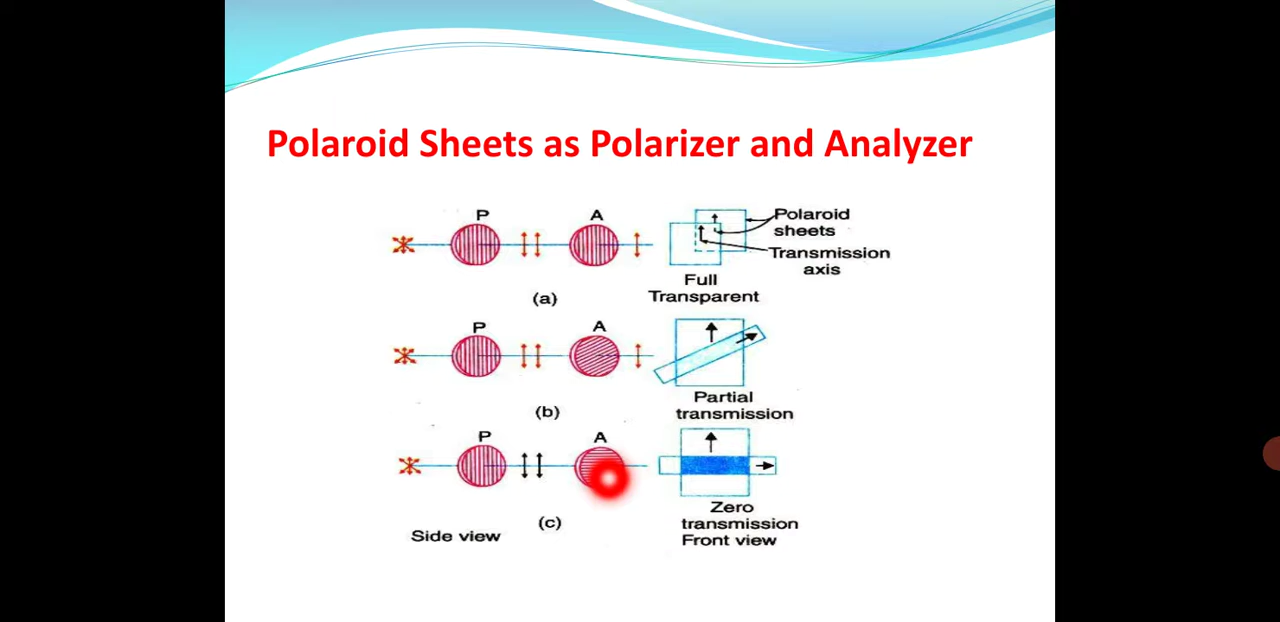 Polaroid Sheets as Polarizer and Analyzer
P
A
Polaroid
sheets
Transmission
axis
Full
Transparent
(a)
P
A
Partial
transmission
(b)
P
A
Zero
transmission
Front view
(c)
Side view